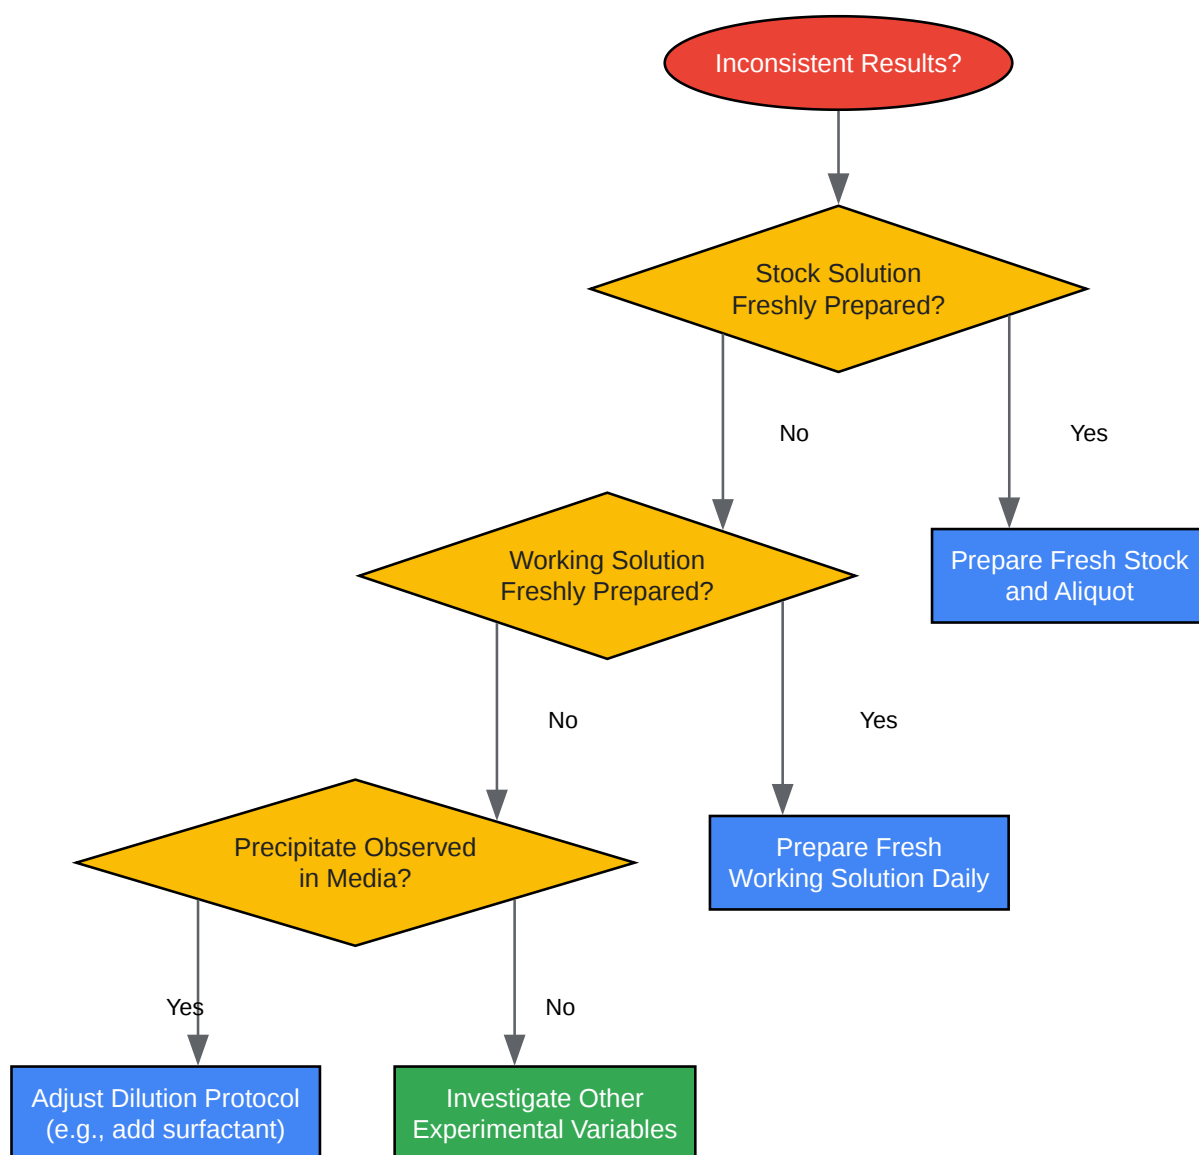 Inconsistent Results?
Stock Solution
Freshly Prepared?
No
Yes
Working Solution
Freshly Prepared?
Prepare Fresh Stock
and Aliquot
No
Yes
Precipitate Observed
in Media?
Prepare Fresh
Working Solution Daily
Yes
No
Adjust Dilution Protocol
(e.g., add surfactant)
Investigate Other
Experimental Variables